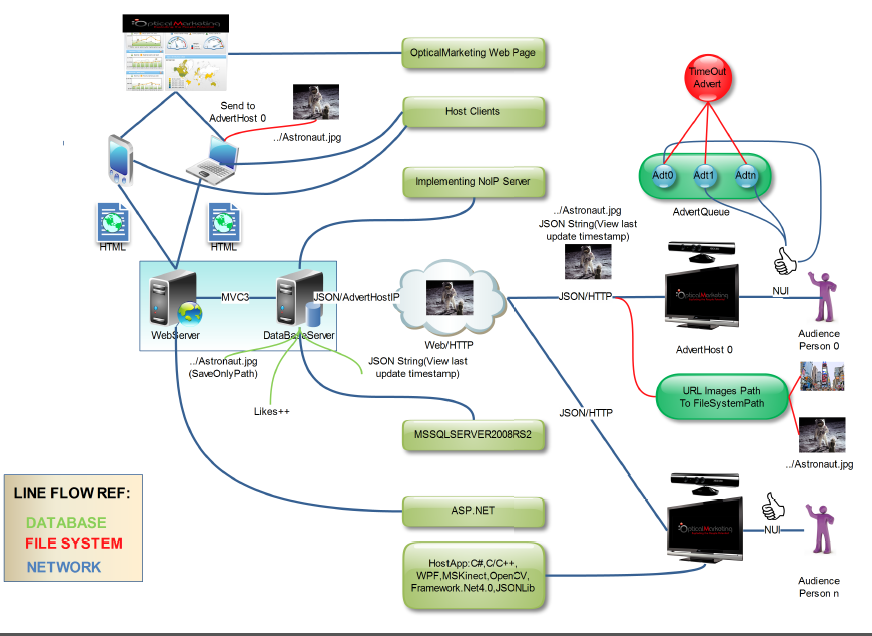 OpticalMarketing
OpticalMarketing Web Page
Send to
AdvertHost 0
../Astronaut.jpg
Host Clients
Implementing NoIP Server
TimeOut
Advert
Adt0
Adt1
Adtn
AdvertQueue
../Astronaut.jpg
JSON String(View last
update timestamp)
HTML
HTML
MVC3
JSON/AdvertHostIP
WebServer
DataBaseServer
Web/HTTP
JSON/HTTP
OpticalMarketing
NUI
AdvertHost 0
Audience
Person 0
../Astronaut.jpg
(SaveOnlyPath)
JSON String(View last
update timestamp)
Likes++
URL Images Path
To FileSystemPath
../Astronaut.jpg
JSON/HTTP
MSSQLSERVER2008RS2
ASP.NET
HostApp:C#,C/C++,
WPF,MSKinect,OpenCV,
Framework.Net4.0,JSONLib
OpticalMarketing
NUI
Audience
Person n
LINE FLOW REF:
DATABASE
FILE SYSTEM
NETWORK